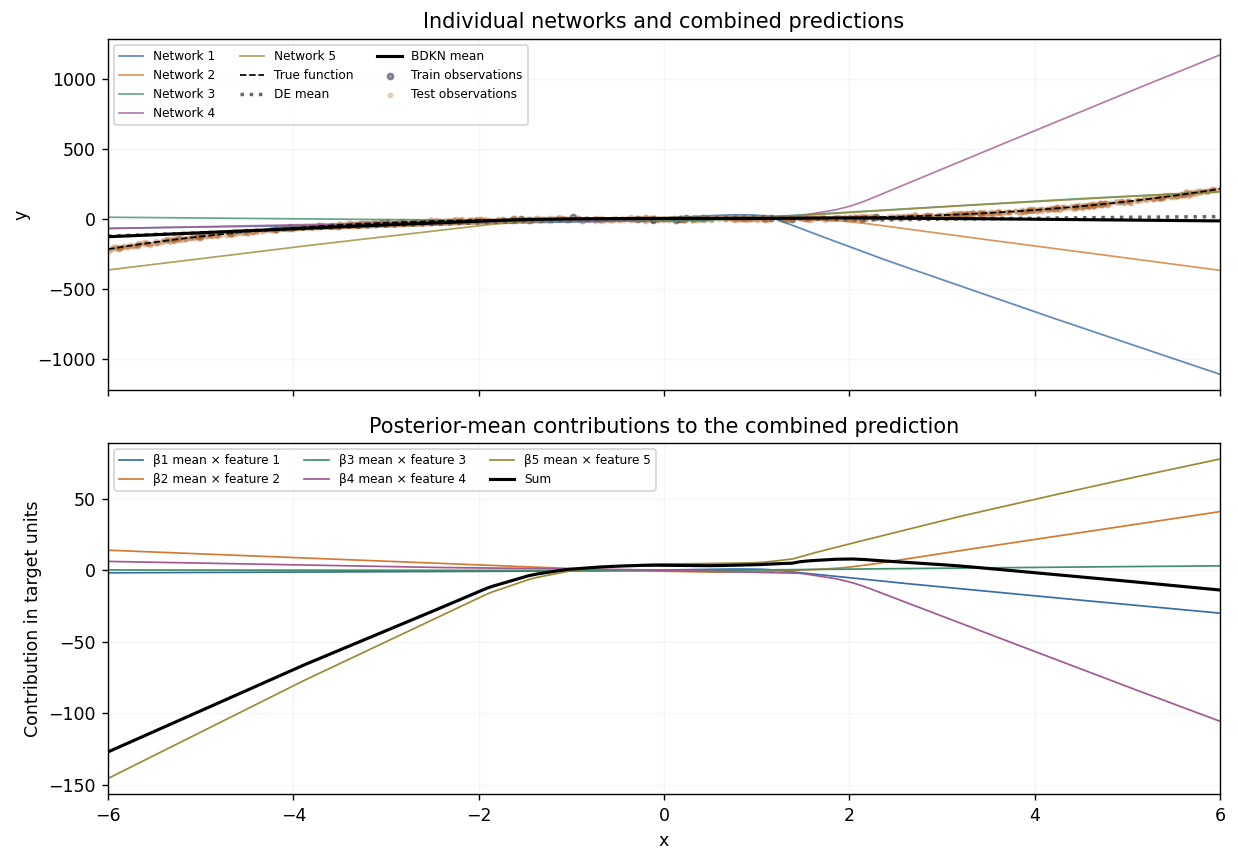 Individual networks and combined predictions
Network 1
Network 2
Network 3
Network 4
Network 5
True function
DE mean
BDKN mean
Train observations
Test observations
1000
500
0
−500
−1000
y
Posterior-mean contributions to the combined prediction
β1 mean × feature 1
β2 mean × feature 2
β3 mean × feature 3
β4 mean × feature 4
β5 mean × feature 5
Sum
50
0
−50
−100
−150
Contribution in target units
−6 −4 −2 0 2 4 6
x